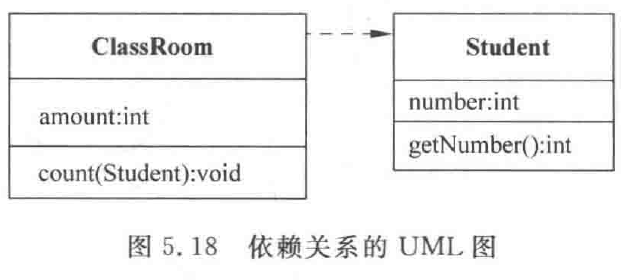 ClassRoom
amount:int
count(Student):void
Student
number:int
getNumber():int
图 5.18 依赖关系的 UML 图